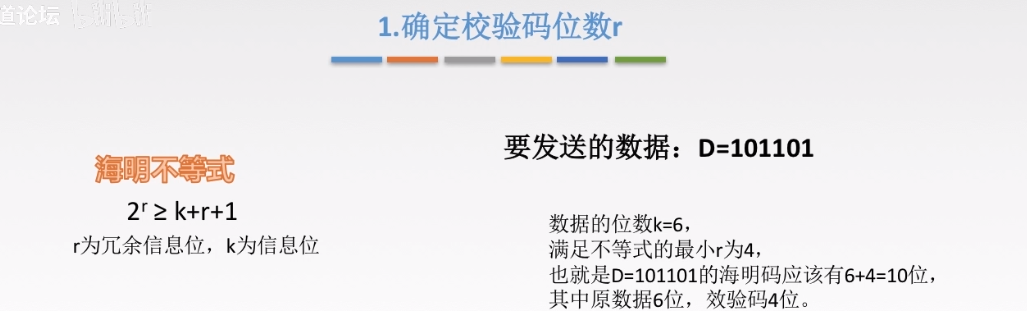 道论坛
1.确定校验码位数r
要发送的数据：D=101101
海明不等式
2ʳ ≥ k+r+1
r为冗余信息位，k为信息位
数据的位数k=6，
满足不等式的最小r为4，
也就是D=101101的海明码应该有6+4=10位，
其中原数据6位，效验码4位。